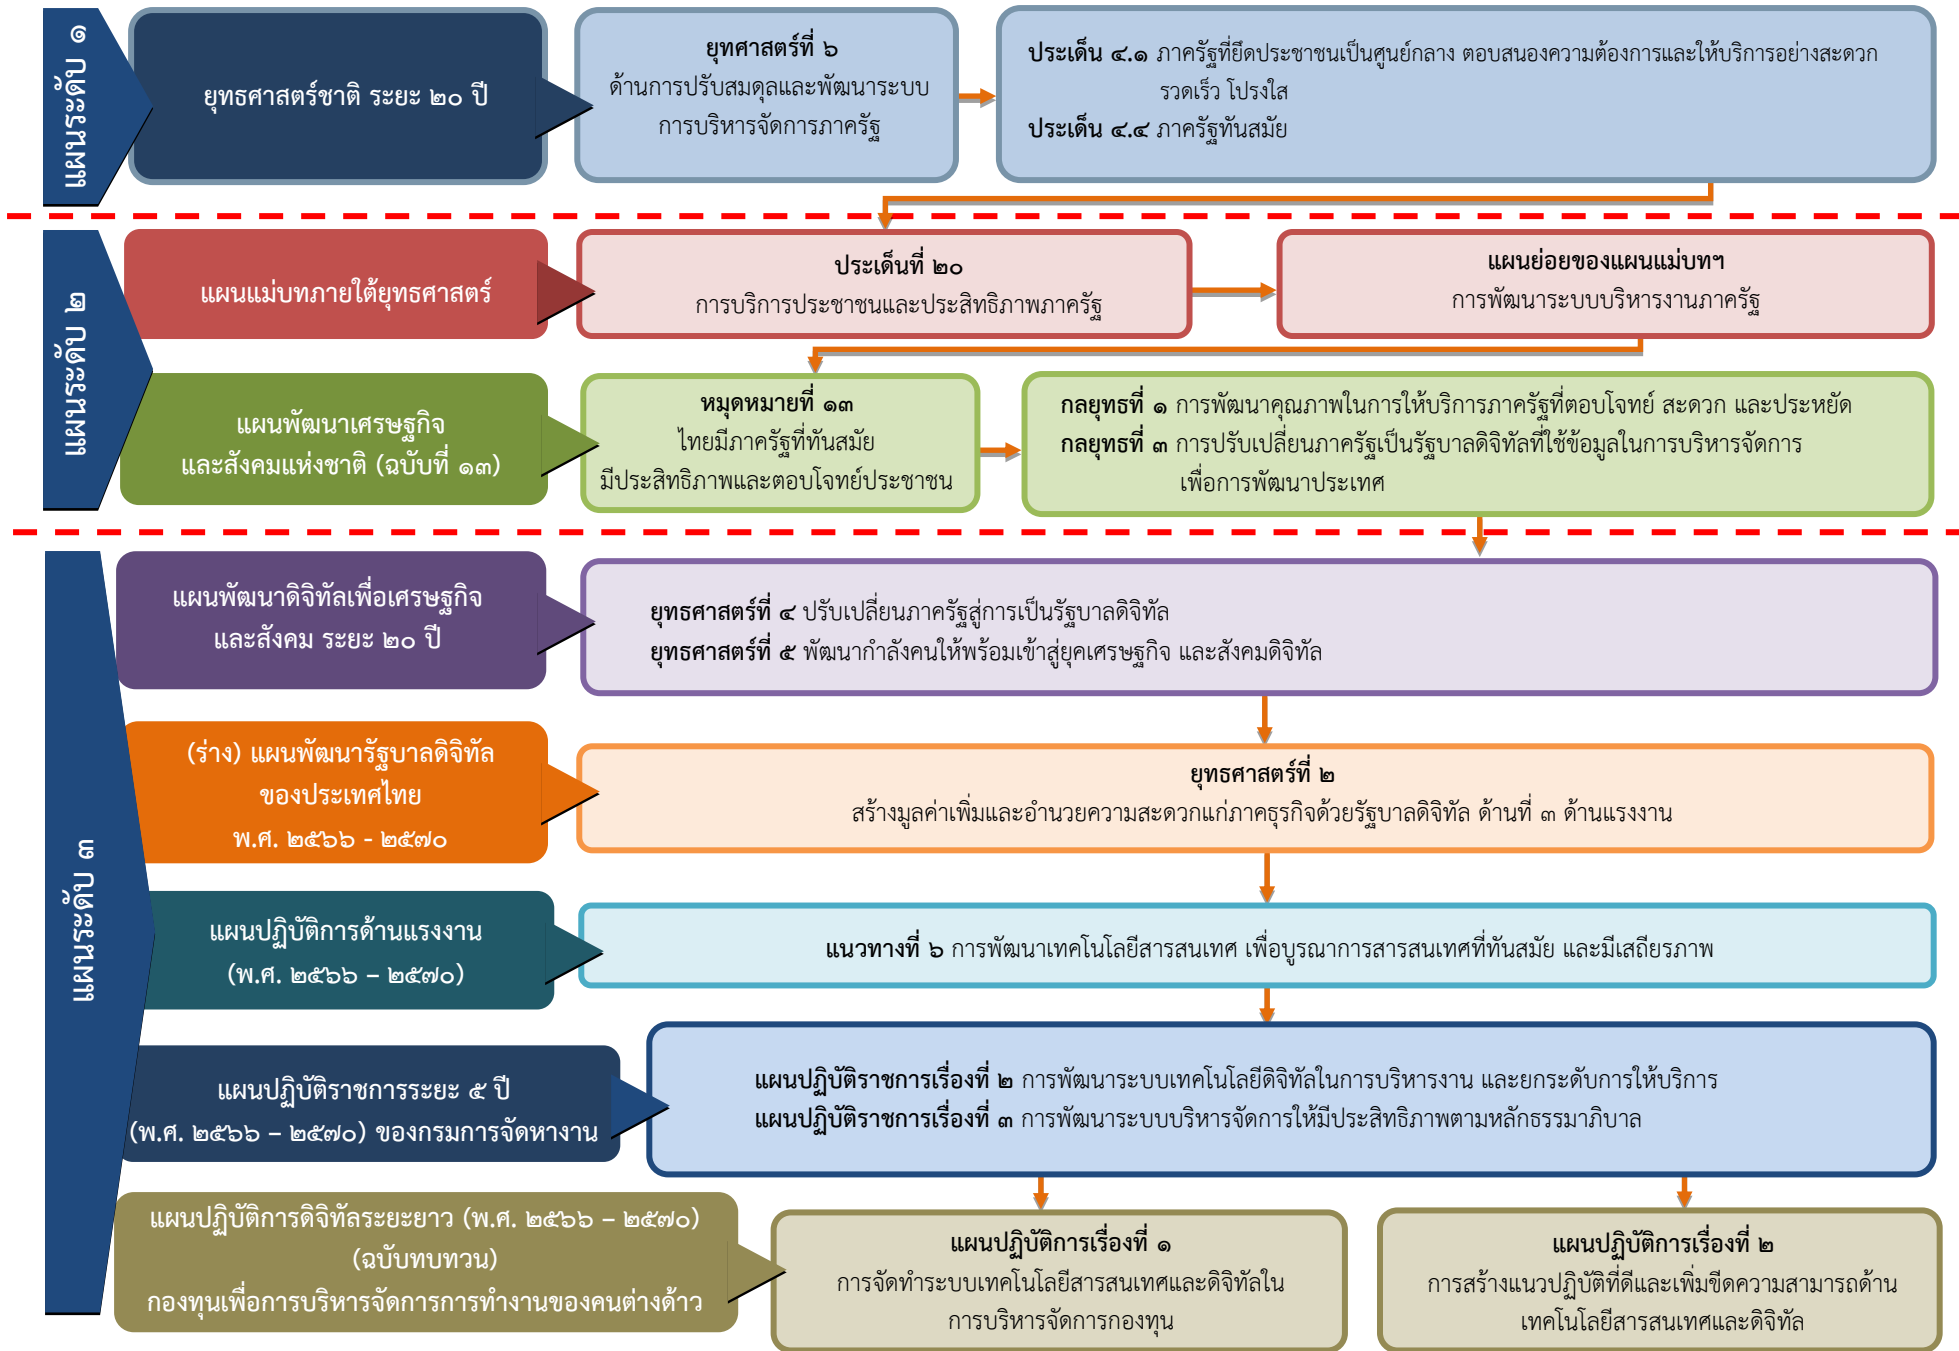 แผนระดับ ๑
ยุทธศาสตร์ชาติ ระยะ ๒๐ ปี
ยุทศาสตร์ที่ ๖
ด้านการปรับสมดุลและพัฒนาระบบ
การบริหารจัดการภาครัฐ
ประเด็น ๔.๑ ภาครัฐที่ยึดประชาชนเป็นศูนย์กลาง ตอบสนองความต้องการและให้บริการอย่างสะดวก
รวดเร็ว โปรงใส
ประเด็น ๔.๔ ภาครัฐทันสมัย
แผนระดับ ๒
แผนแม่บทภายใต้ยุทธศาสตร์
ประเด็นที่ ๒๐
การบริการประชาชนและประสิทธิภาพภาครัฐ
แผนย่อยของแผนแม่บทฯ
การพัฒนาระบบบริหารงานภาครัฐ
แผนพัฒนาเศรษฐกิจ
และสังคมแห่งชาติ (ฉบับที่ ๑๓)
หมุดหมายที่ ๑๓
ไทยมีภาครัฐที่ทันสมัย
มีประสิทธิภาพและตอบโจทย์ประชาชน
กลยุทธที่ ๑ การพัฒนาคุณภาพในการให้บริการภาครัฐที่ตอบโจทย์ สะดวก และประหยัด
กลยุทธที่ ๓ การปรับเปลี่ยนภาครัฐเป็นรัฐบาลดิจิทัลที่ใช้ข้อมูลในการบริหารจัดการ
เพื่อการพัฒนาประเทศ
แผนระดับ ๓
แผนพัฒนาดิจิทัลเพื่อเศรษฐกิจ
และสังคม ระยะ ๒๐ ปี
ยุทธศาสตร์ที่ ๔ ปรับเปลี่ยนภาครัฐสู่การเป็นรัฐบาลดิจิทัล
ยุทธศาสตร์ที่ ๕ พัฒนากำลังคนให้พร้อมเข้าสู่ยุคเศรษฐกิจ และสังคมดิจิทัล
(ร่าง) แผนพัฒนารัฐบาลดิจิทัล
ของประเทศไทย
พ.ศ. ๒๕๖๖ - ๒๕๗๐
ยุทธศาสตร์ที่ ๒
สร้างมูลค่าเพิ่มและอำนวยความสะดวกแก่ภาคธุรกิจด้วยรัฐบาลดิจิทัล ด้านที่ ๓ ด้านแรงงาน
แผนปฏิบัติการด้านแรงงาน
(พ.ศ. ๒๕๖๖ – ๒๕๗๐)
แนวทางที่ ๖ การพัฒนาเทคโนโลยีสารสนเทศ เพื่อบูรณาการสารสนเทศที่ทันสมัย และมีเสถียรภาพ
แผนปฏิบัติราชการระยะ ๕ ปี
(พ.ศ. ๒๕๖๖ – ๒๕๗๐) ของกรมการจัดหางาน
แผนปฏิบัติราชการเรื่องที่ ๒ การพัฒนาระบบเทคโนโลยีดิจิทัลในการบริหารงาน และยกระดับการให้บริการ
แผนปฏิบัติราชการเรื่องที่ ๓ การพัฒนาระบบบริหารจัดการให้มีประสิทธิภาพตามหลักธรรมาภิบาล
แผนปฏิบัติการดิจิทัลระยะยาว (พ.ศ. ๒๕๖๖ – ๒๕๗๐)
(ฉบับทบทวน)
กองทุนเพื่อการบริหารจัดการการทำงานของคนต่างด้าว
แผนปฏิบัติการเรื่องที่ ๑
การจัดทำระบบเทคโนโลยีสารสนเทศและดิจิทัลใน
การบริหารจัดการกองทุน
แผนปฏิบัติการเรื่องที่ ๒
การสร้างแนวปฏิบัติที่ดีและเพิ่มขีดความสามารถด้าน
เทคโนโลยีสารสนเทศและดิจิทัล